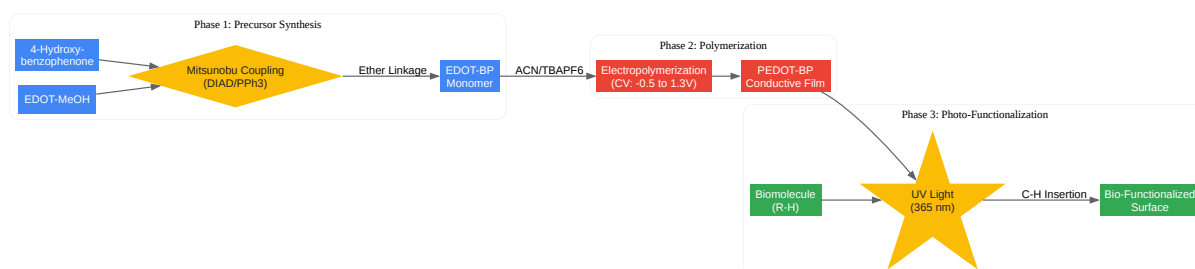 Phase 1: Precursor Synthesis
4-Hydroxy-
benzophenone
EDOT-MeOH
Mitsunobu Coupling
(DIAD/PPh3)
Ether Linkage
EDOT-BP
Monomer
ACN/TBAPF6
Phase 2: Polymerization
Electropolymerization
(CV: -0.5 to 1.3V)
PEDOT-BP
Conductive Film
Phase 3: Photo-Functionalization
Biomolecule
(R-H)
UV Light
(365 nm)
C-H Insertion
Bio-Functionalized
Surface